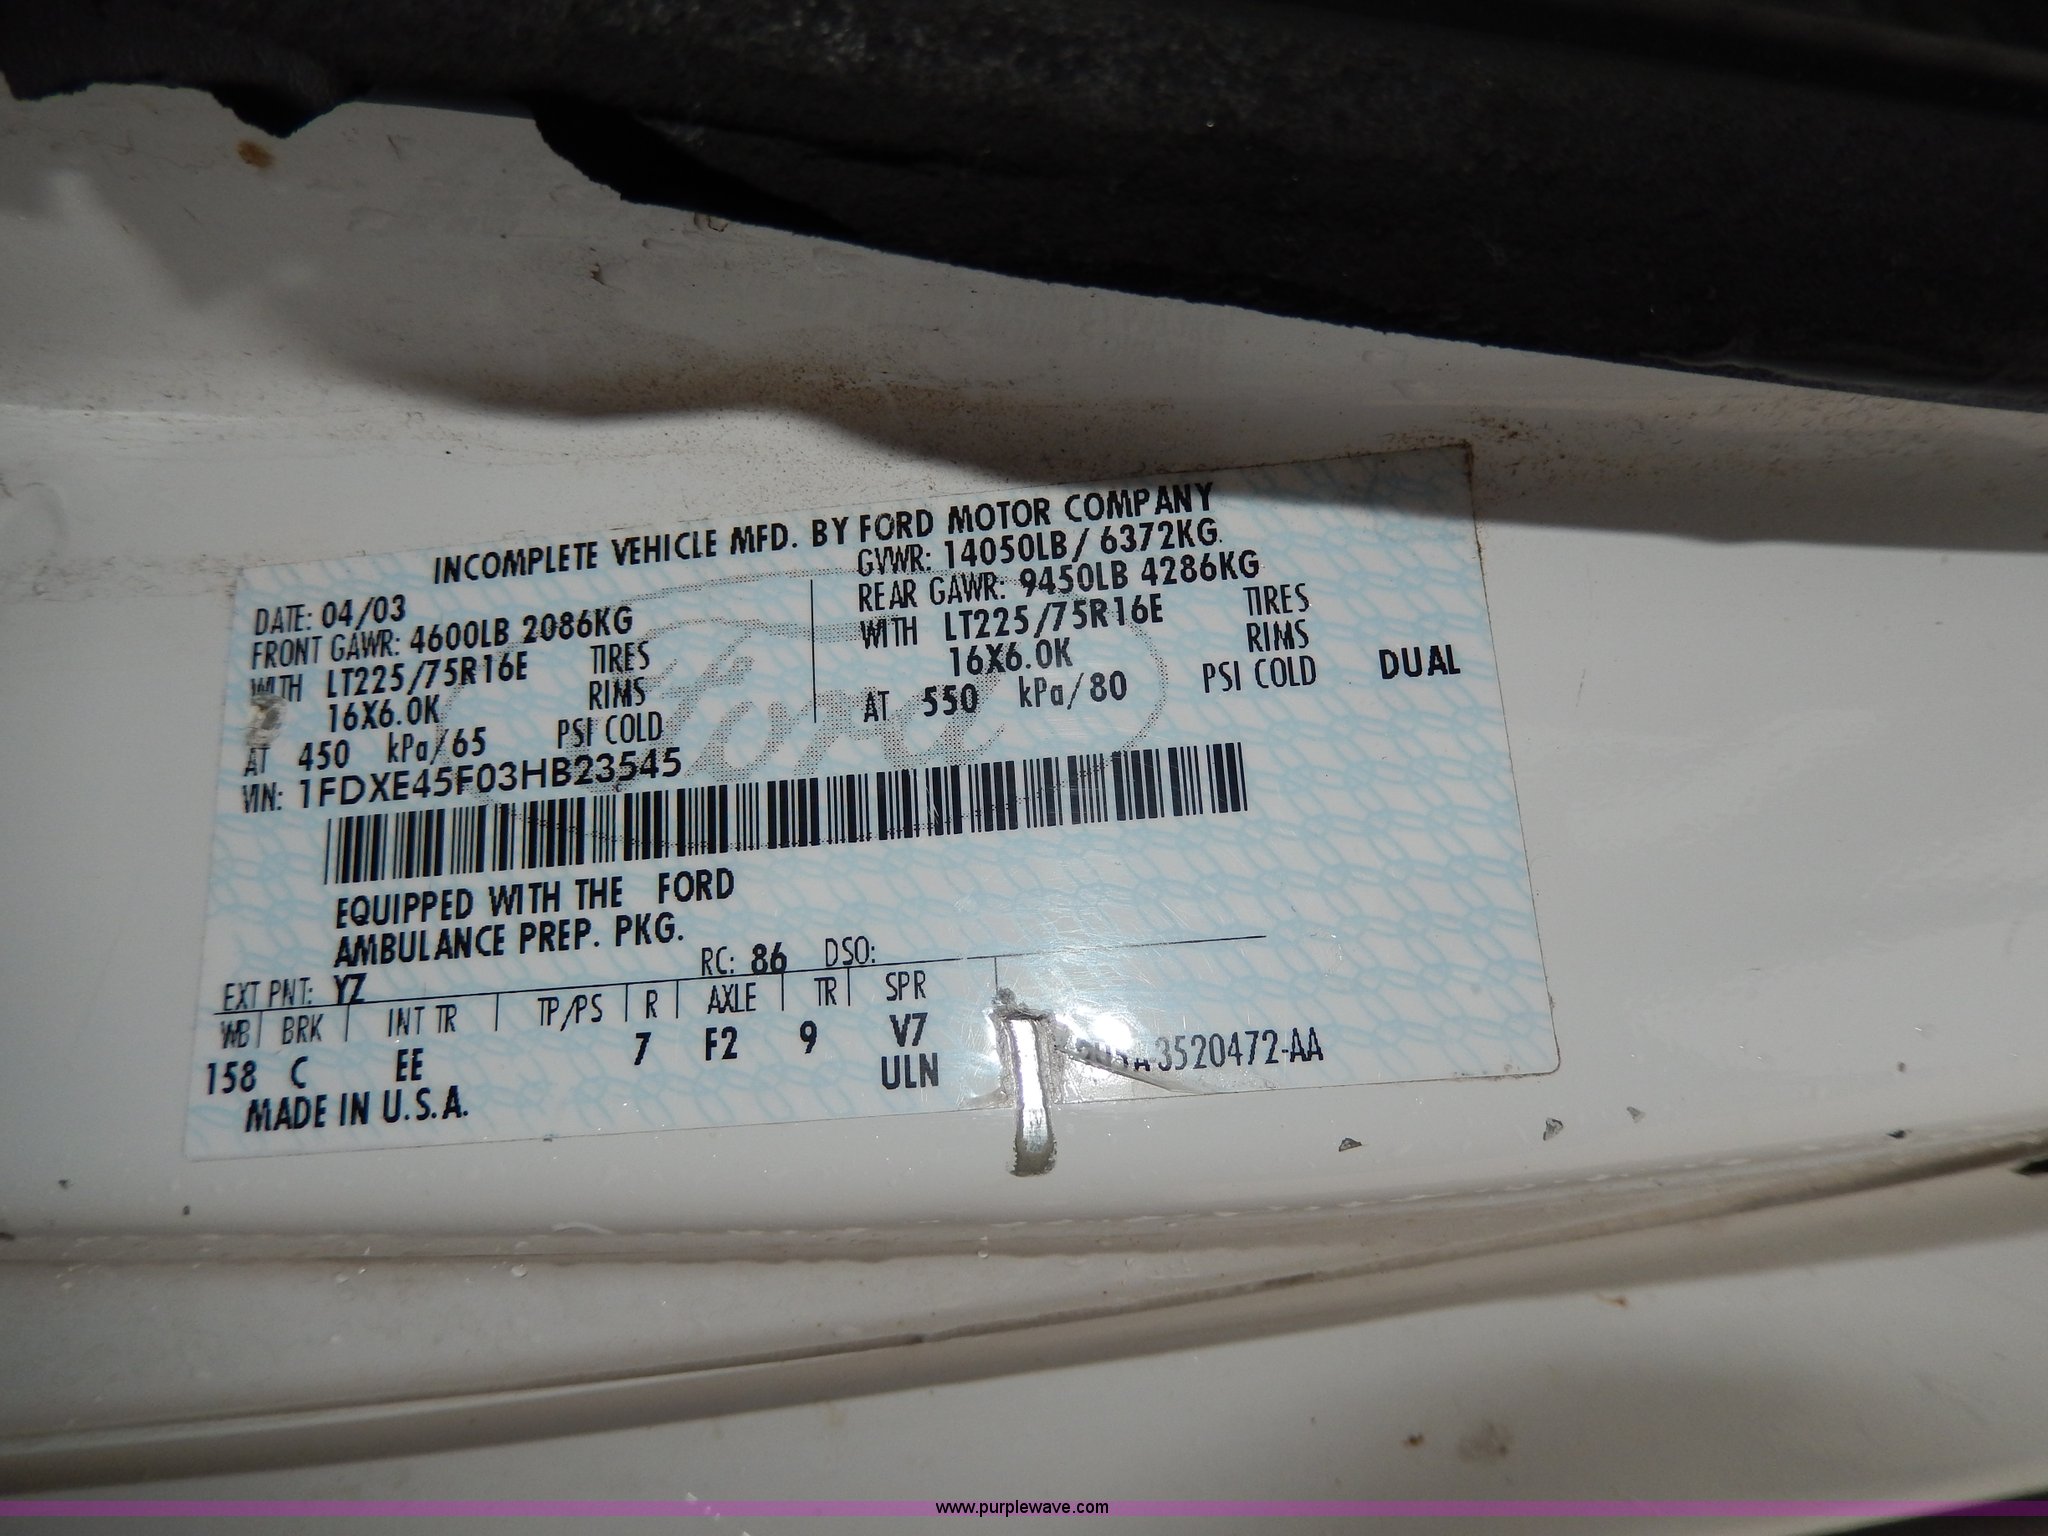 INCOMPLETE VEHICLE MFD. BY FORD MOTOR COMPANY
DATE: 04/03
GVWR: 14050LB/ 6372KG
FRONT GAWR: 4600LB 2086KG
REAR GAWR: 9450LB 4286KG
WITH LT225/75R16E TIRES
WITH LT225/75R16E TIRES
16X6.0K RIMS
16X6.0K RIMS
AT 450 kPa/65 PSI COLD
AT 550 kPa/80 PSI COLD DUAL
VIN: 1FDXE45F03HB23545
Ford
EQUIPPED WITH THE FORD
AMBULANCE PREP. PKG.
EXT PNT: YZ RC: 86 DSO:
WB BRK INT TR TP/PS R AXLE TR SPR
158 C EE 7 F2 9 V7
ULN
3520472-AA
MADE IN U.S.A.
www.purplewave.com